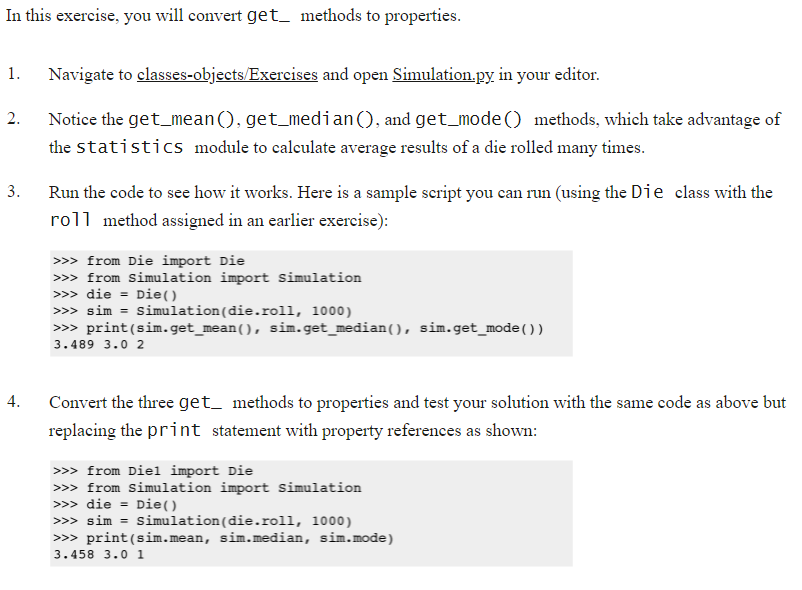 In this exercise, you will convert get_ methods to properties.
1. Navigate to classes-objects/Exercises and open Simulation.py in your editor.
2. Notice the get_mean(), get_median(), and get_mode() methods, which take advantage of
the statistics module to calculate average results of a die rolled many times.
3. Run the code to see how it works. Here is a sample script you can run (using the Die class with the
roll method assigned in an earlier exercise):
>>> from Die import Die
>>> from Simulation import Simulation
>>> die = Die()
>>> sim = Simulation(die.roll, 1000)
>>> print(sim.get_mean(), sim.get_median(), sim.get_mode())
3.489 3.0 2
4. Convert the three get_ methods to properties and test your solution with the same code as above but
replacing the print statement with property references as shown:
>>> from Die1 import Die
>>> from Simulation import Simulation
>>> die = Die()
>>> sim = Simulation(die.roll, 1000)
>>> print(sim.mean, sim.median, sim.mode)
3.458 3.0 1